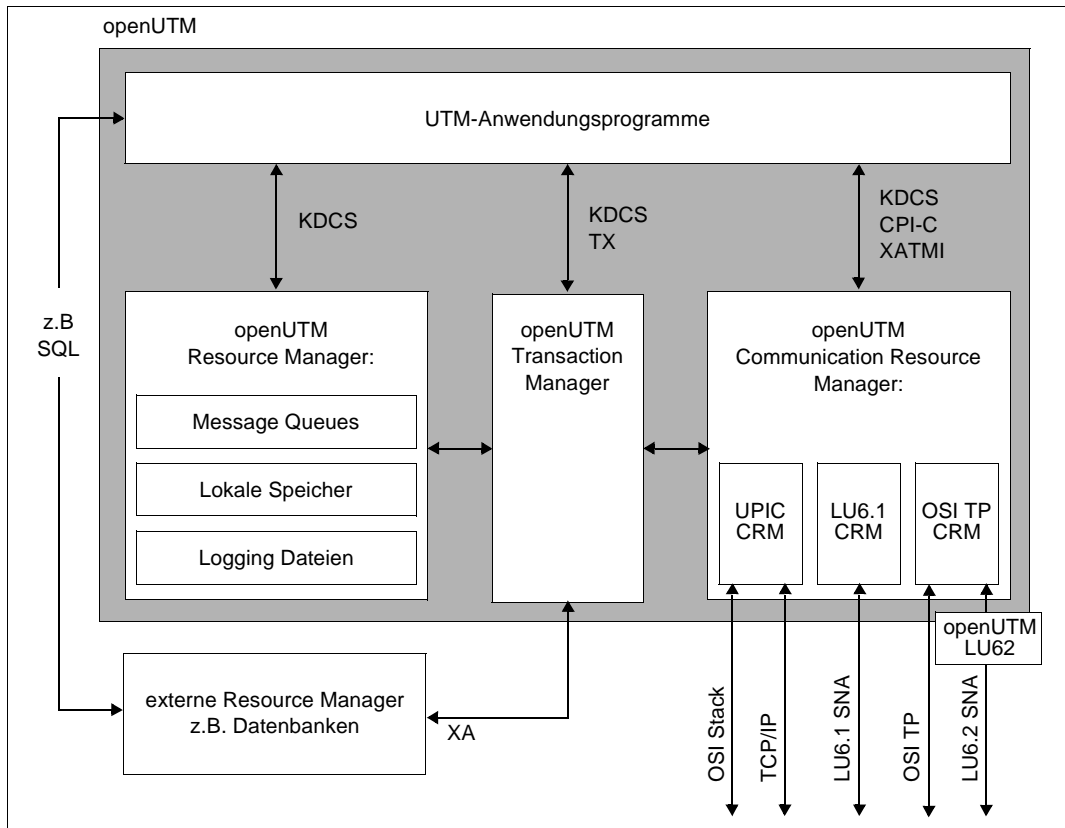 openUTM
UTM-Anwendungsprogramme
KDCS
KDCS
TX
KDCS
CPI-C
XATMI
z.B
SQL
openUTM
Resource Manager:
Message Queues
Lokale Speicher
Logging Dateien
openUTM
Transaction
Manager
openUTM
Communication Resource
Manager:
UPIC
CRM
LU6.1
CRM
OSI TP
CRM
openUTM
LU62
externe Resource Manager
z.B. Datenbanken
XA
OSI Stack
TCP/IP
LU6.1 SNA
OSI TP
LU6.2 SNA